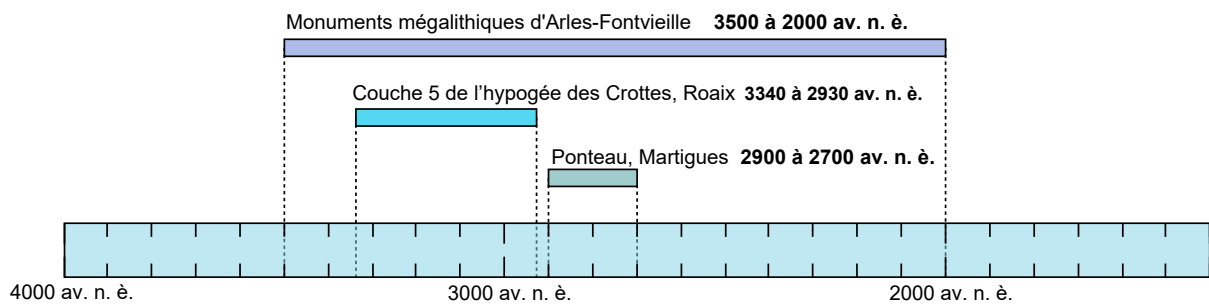 Monuments mégalithiques d'Arles-Fontvieille 3500 à 2000 av. n. è.
Couche 5 de l’hypogée des Crottes, Roaix 3340 à 2930 av. n. è.
Ponteau, Martigues 2900 à 2700 av. n. è.
4000 av. n. è. 3000 av. n. è. 2000 av. n. è.